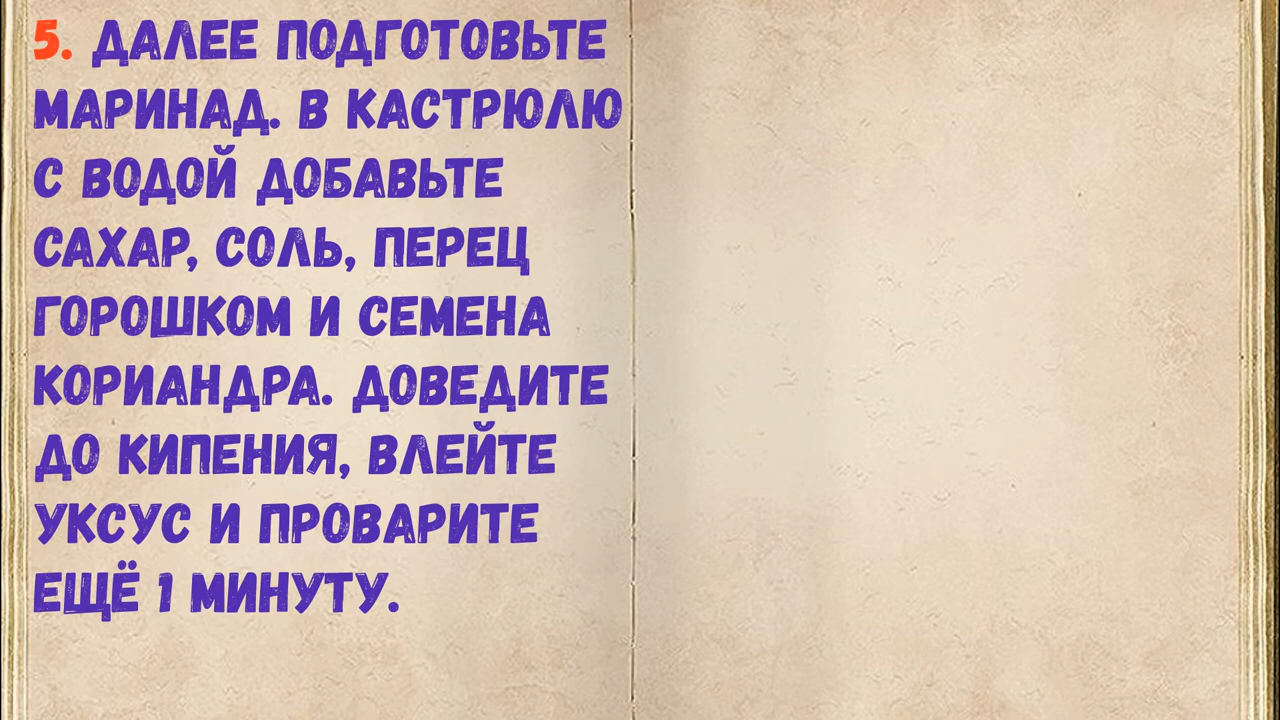 5. ДАЛЕЕ ПОДГОТОВЬТЕ
МАРИНАД. В КАСТРЮЛЮ
С ВОДОЙ ДОБАВЬТЕ
САХАР, СОЛЬ, ПЕРЕЦ
ГОРОШКОМ И СЕМЕНА
КОРИАНДРА. ДОВЕДИТЕ
ДО КИПЕНИЯ, ВЛЕЙТЕ
УКСУС И ПРОВАРИТЕ
ЕЩЁ 1 МИНУТУ.